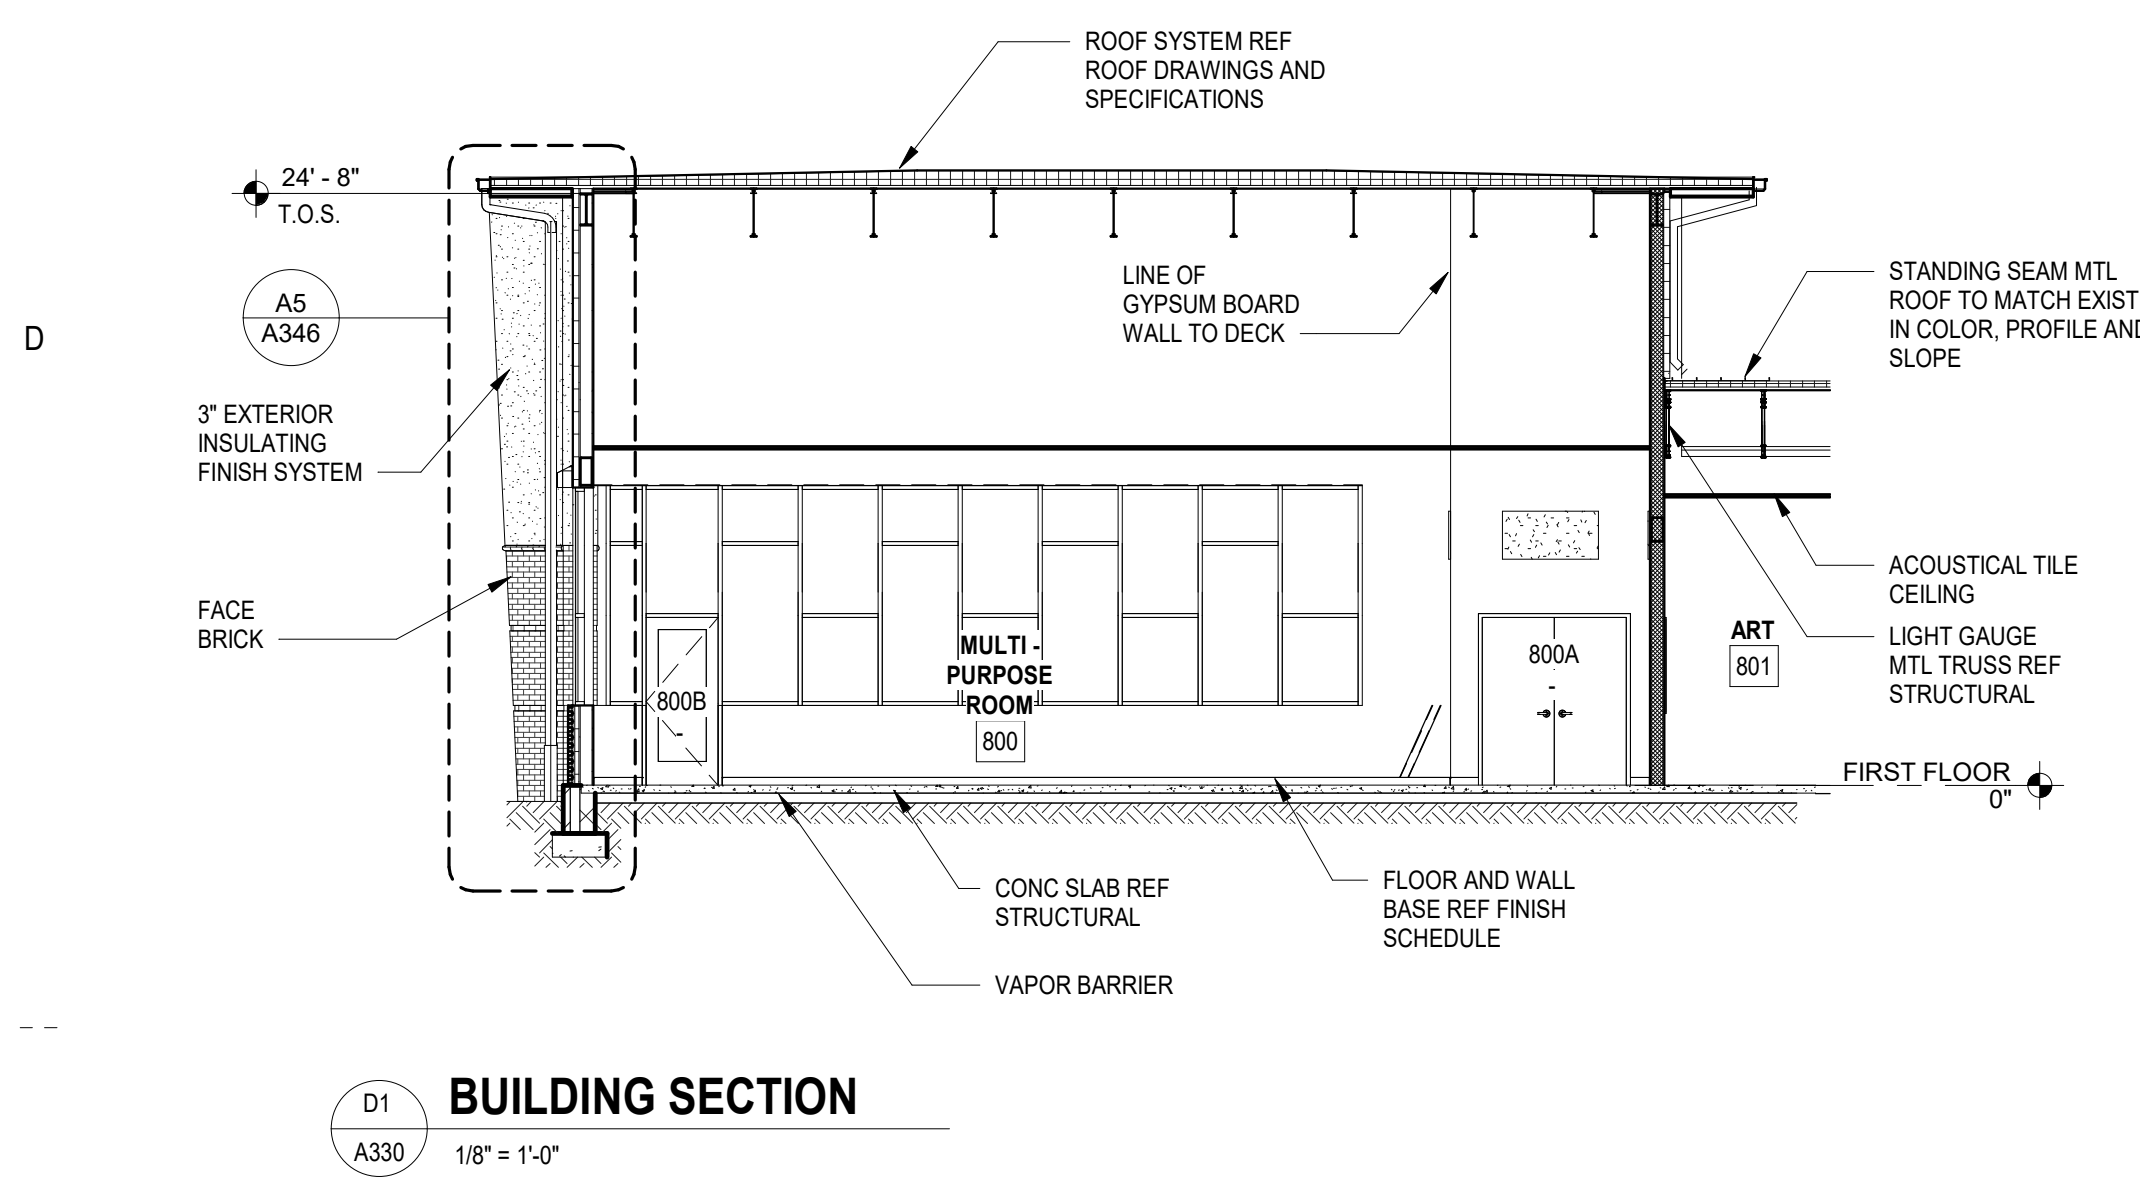 ROOF SYSTEM REF
ROOF DRAWINGS AND
SPECIFICATIONS
24' - 8"
T.O.S.
A5
A346
D
3" EXTERIOR
INSULATING
FINISH SYSTEM
FACE
BRICK
LINE OF
GYPSUM BOARD
WALL TO DECK
STANDING SEAM MTL
ROOF TO MATCH EXIST
IN COLOR, PROFILE AND
SLOPE
ACOUSTICAL TILE
CEILING
LIGHT GAUGE
MTL TRUSS REF
STRUCTURAL
ART
801
MULTI -
PURPOSE
ROOM
800
800B
-
800A
-
FIRST FLOOR
0"
CONC SLAB REF
STRUCTURAL
VAPOR BARRIER
FLOOR AND WALL
BASE REF FINISH
SCHEDULE
D1
A330
BUILDING SECTION
1/8" = 1'-0"